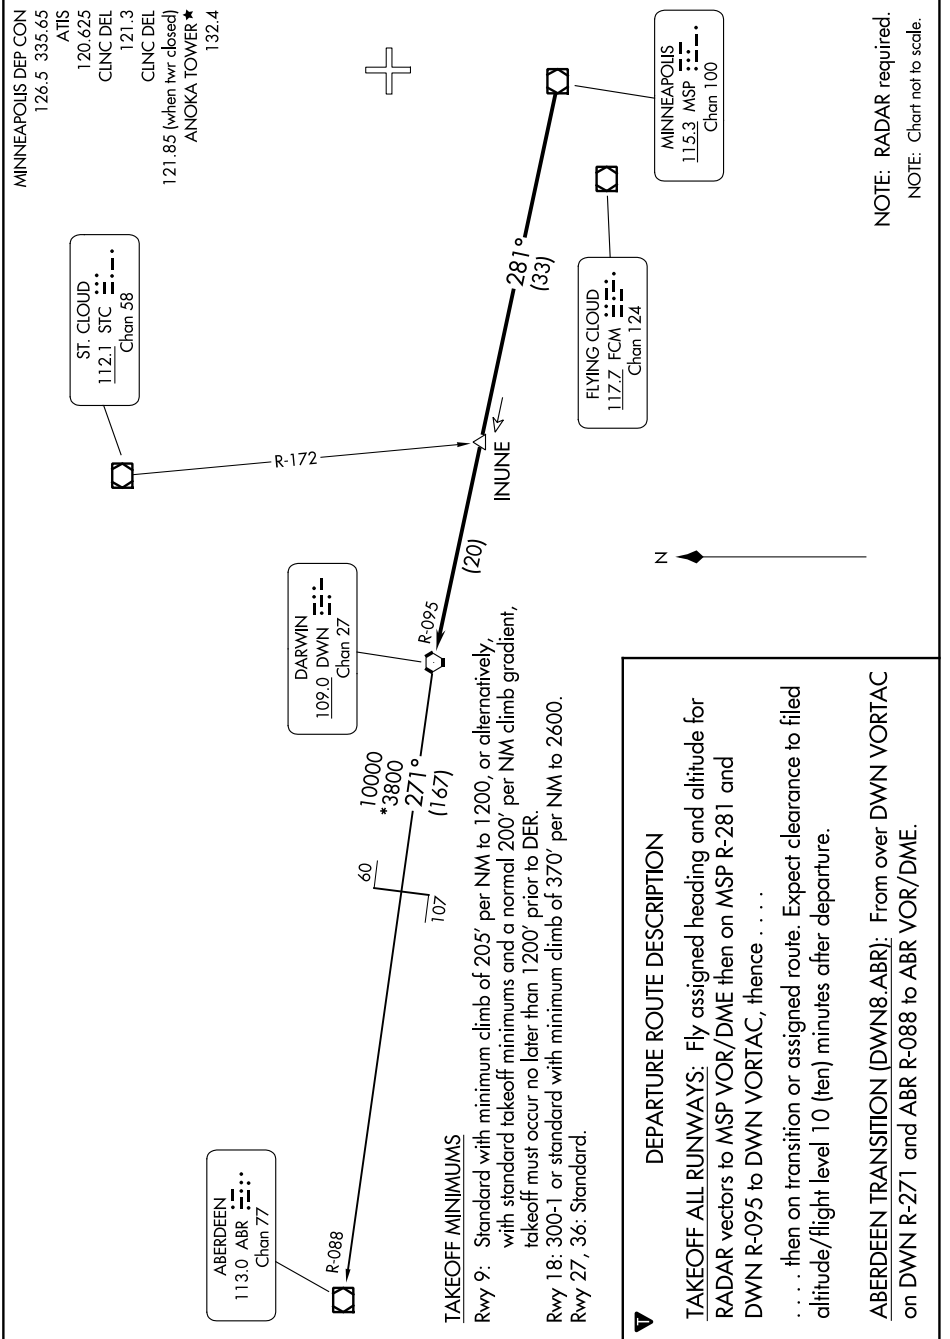 MINNEAPOLIS DEP CON
126.5 335.65
ATIS
120.625
CLNC DEL
121.3
CLNC DEL
121.85 (when twr closed)
ANOKA TOWER★
132.4
ST. CLOUD
112.1 STC
Chan 58
MINNEAPOLIS
115.3 MSP
Chan 100
FLYING CLOUD
117.7 FCM
Chan 124
DARWIN
109.0 DWN
Chan 27
ABERDEEN
113.0 ABR
Chan 77
R-172
281°
(33)
INUNE
(20)
R-095
10000
*3800
271°
(167)
60
107
R-088
N
NOTE: RADAR required.
NOTE: Chart not to scale.
TAKEOFF MINIMUMS
Rwy 9: Standard with minimum climb of 205' per NM to 1200, or alternatively,
with standard takeoff minimums and a normal 200' per NM climb gradient,
takeoff must occur no later than 1200' prior to DER.
Rwy 18: 300-1 or standard with minimum climb of 370' per NM to 2600.
Rwy 27, 36: Standard.
T
DEPARTURE ROUTE DESCRIPTION
TAKEOFF ALL RUNWAYS: Fly assigned heading and altitude for
RADAR vectors to MSP VOR/DME then on MSP R-281 and
DWN R-095 to DWN VORTAC, thence . . . .
. . . . then on transition or assigned route. Expect clearance to filed
altitude/flight level 10 (ten) minutes after departure.
ABERDEEN TRANSITION (DWN8.ABR): From over DWN VORTAC
on DWN R-271 and ABR R-088 to ABR VOR/DME.